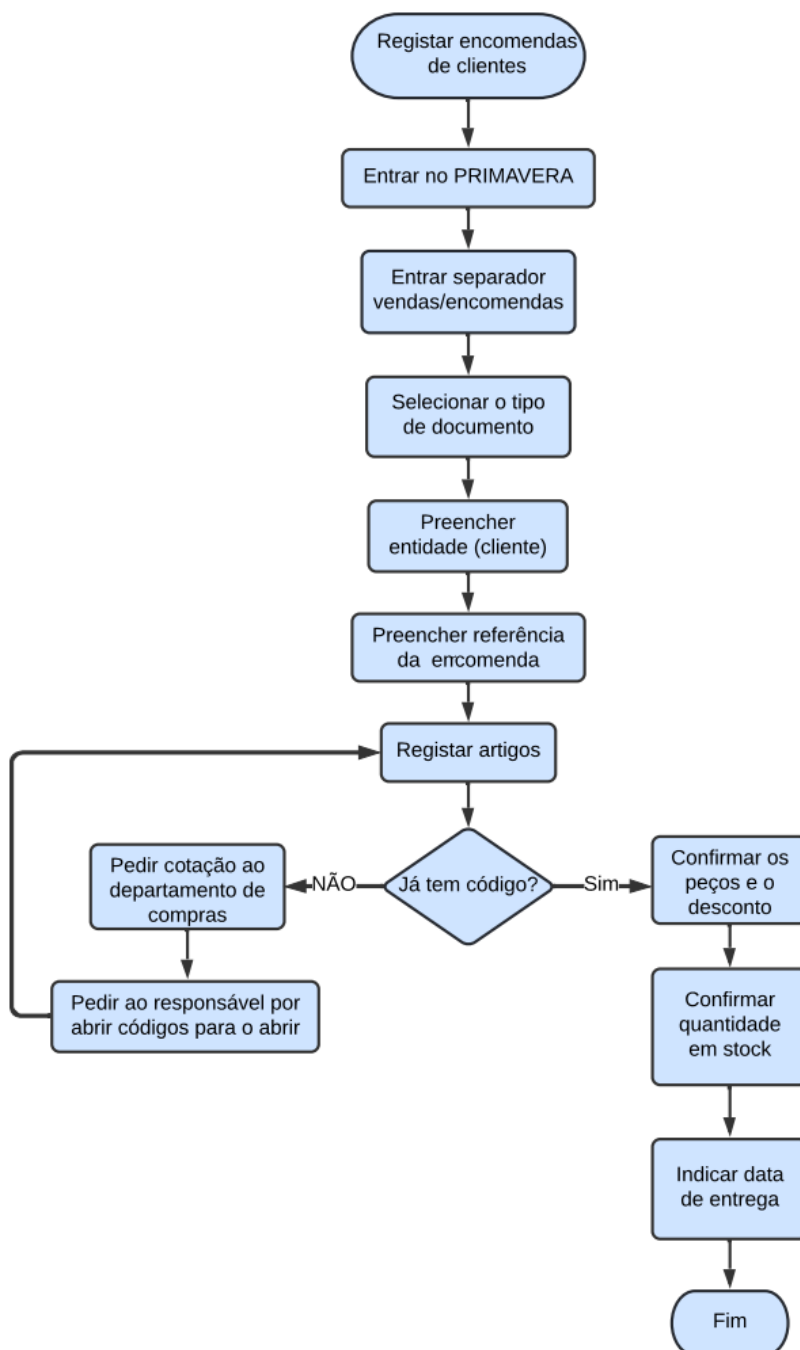 Registar encomendas
de clientes
Entrar no PRIMAVERA
Entrar separador
vendas/encomendas
Selecionar o tipo
de documento
Preencher
entidade (cliente)
Preencher referência
da encomenda
Registar artigos
Já tem código?
NÃO
Sim
Pedir cotação ao
departamento de
compras
Pedir ao responsável por
abrir códigos para o abrir
Confirmar os
peços e o
desconto
Confirmar
quantidade
em stock
Indicar data
de entrega
Fim